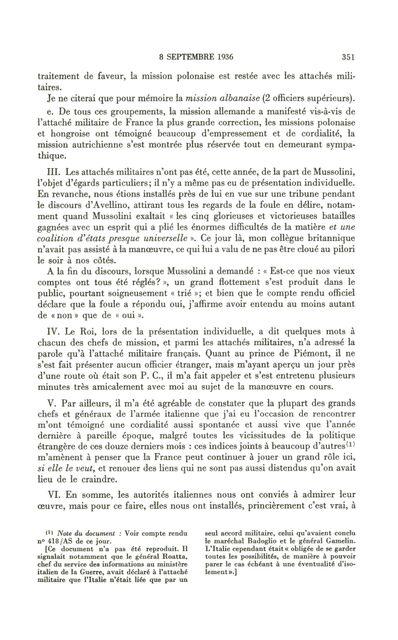 8 SEPTEMBRE 1936 351
traitement de faveur, la mission polonaise est restée avec les attachés mili-
taires.
Je ne citerai que pour mémoire la mission albanaise (2 officiers supérieurs).
e. De tous ces groupements, la mission allemande a manifesté vis-à-vis de
l'attaché militaire de France la plus grande correction, les missions polonaise
et hongroise ont témoigné beaucoup d'empressement et de cordialité, la
mission autrichienne s'est montrée plus réservée tout en demeurant sympa-
thique.
III. Les attachés militaires n'ont pas été, cette année, de la part de Mussolini,
l'objet d'égards particuliers; il n'y a même pas eu de présentation individuelle.
En revanche, nous étions installés près de lui en vue sur une tribune pendant
le discours d'Avellino, attirant tous les regards de la foule en délire, notam-
ment quand Mussolini exaltait « les cinq glorieuses et victorieuses batailles
gagnées avec un esprit qui a plié les énormes difficultés de la matière et une
coalition d'états presque universelle ». Ce jour là, mon collègue britannique
n'avait pas assisté à la manœuvre, ce qui lui a valu de ne pas être cloué au pilori
le soir à nos côtés.
A la fin du discours, lorsque Mussolini a demandé : « Est-ce que nos vieux
comptes ont tous été réglés? », un grand flottement s'est produit dans le
public, pourtant soigneusement « trié »; et bien que le compte rendu officiel
déclare que la foule a répondu oui, j'affirme avoir entendu au moins autant
de « non » que de « oui ».
IV. Le Roi, lors de la présentation individuelle, a dit quelques mots à
chacun des chefs de mission, et parmi les attachés militaires, n'a adressé la
parole qu'à l'attaché militaire français. Quant au prince de Piémont, il ne
s'est fait présenter aucun officier étranger, mais m'ayant aperçu un jour près
d'une route où était son P. C., il m'a fait appeler et s'est entretenu plusieurs
minutes très amicalement avec moi au sujet de la manœuvre en cours.
V. Par ailleurs, il m'a été agréable de constater que la plupart des grands
chefs et généraux de l'armée italienne que j'ai eu l'occasion de rencontrer
m'ont témoigné une cordialité aussi spontanée et aussi vive que l'année
dernière à pareille époque, malgré toutes les vicissitudes de la politique
étrangère de ces douze derniers mois : ces indices joints à beaucoup d'autres(1)
m'amènent à penser que la France peut continuer à jouer un grand rôle ici,
si elle le veut, et renouer des liens qui ne sont pas aussi distendus qu'on avait
lieu de le craindre.
VI. En somme, les autorités italiennes nous ont conviés à admirer leur
œuvre, mais pour ce faire, elles nous ont installés, princièrement c'est vrai, à
(1) Note du document : Voir compte rendu
n° 418/AS de ce jour.
[Ce document n'a pas été reproduit. Il
signalait notamment que le général Roatta,
chef du service des informations au ministère
italien de la Guerre, avait déclaré à l'attaché
militaire que l'Italie n'était liée que par un
seul accord militaire, celui qu'avaient conclu
le maréchal Badoglio et le général Gamelin.
L'Italie cependant était « obligée de se garder
toutes les possibilités, de manière à pouvoir
parer le cas échéant à une éventualité d'iso-
lement ».]